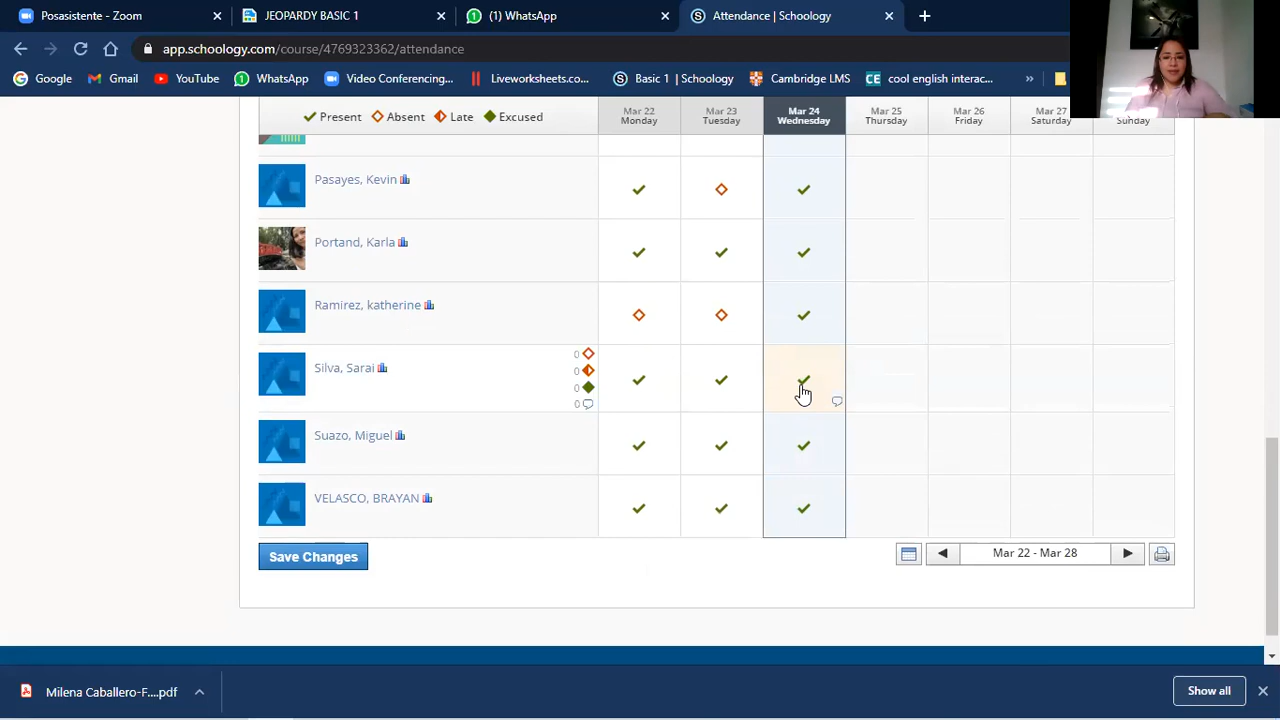 Posasistente - Zoom
JEOPARDY BASIC 1
(1) WhatsApp
Attendance | Schoology
app.schoology.com/course/4769323362/attendance
Google
Gmail
YouTube
WhatsApp
Video Conferencing...
Liveworksheets.co...
Basic 1 | Schoology
Cambridge LMS
CE cool english interac...
»
Present
Absent
Late
Excused
Mar 22 Monday
Mar 23 Tuesday
Mar 24 Wednesday
Mar 25 Thursday
Mar 26 Friday
Mar 27 Saturday
Sunday
Pasayes, Kevin
Portand, Karla
Ramirez, katherine
Silva, Sarai
0
0
0
0
Suazo, Miguel
VELASCO, BRAYAN
Save Changes
Mar 22 - Mar 28
Milena Caballero-F....pdf
Show all